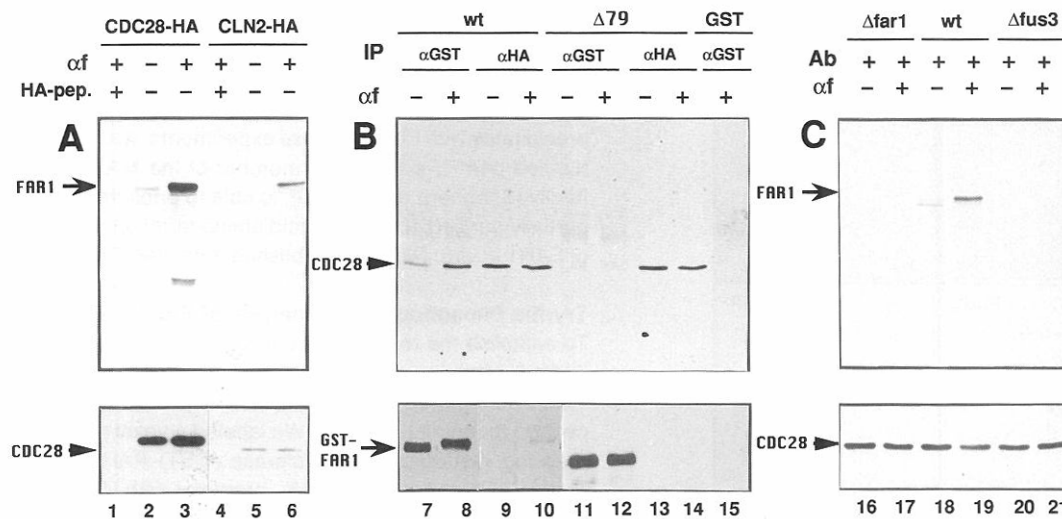 CDC28-HA CLN2-HA
αf + − + + − +
HA-pep. + − − + − −
A
FAR1
CDC28
1 2 3 4 5 6
wt Δ79 GST
IP αGST αHA αGST αHA αGST
αf − + − + − + − + +
B
CDC28
GST-
FAR1
7 8 9 10 11 12 13 14 15
Δfar1 wt Δfus3
Ab + + + + + +
αf − + − + − +
C
FAR1
CDC28
16 17 18 19 20 21